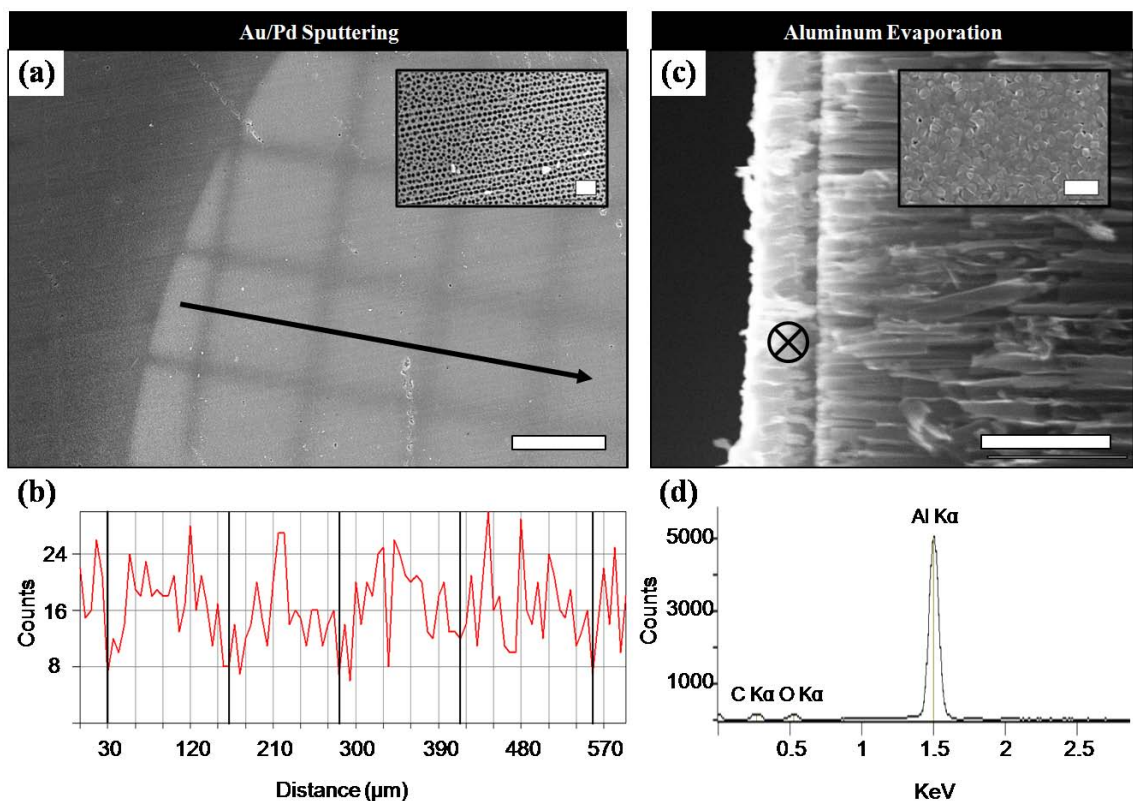 Au/Pd Sputtering
Aluminum Evaporation
(a)
(c)
(b)
24
16
8
Counts
30 120 210 300 390 480 570
Distance (µm)
(d)
Al Kα
5000
3000
1000
Counts
C Kα O Kα
0.5 1 1.5 2 2.5
KeV